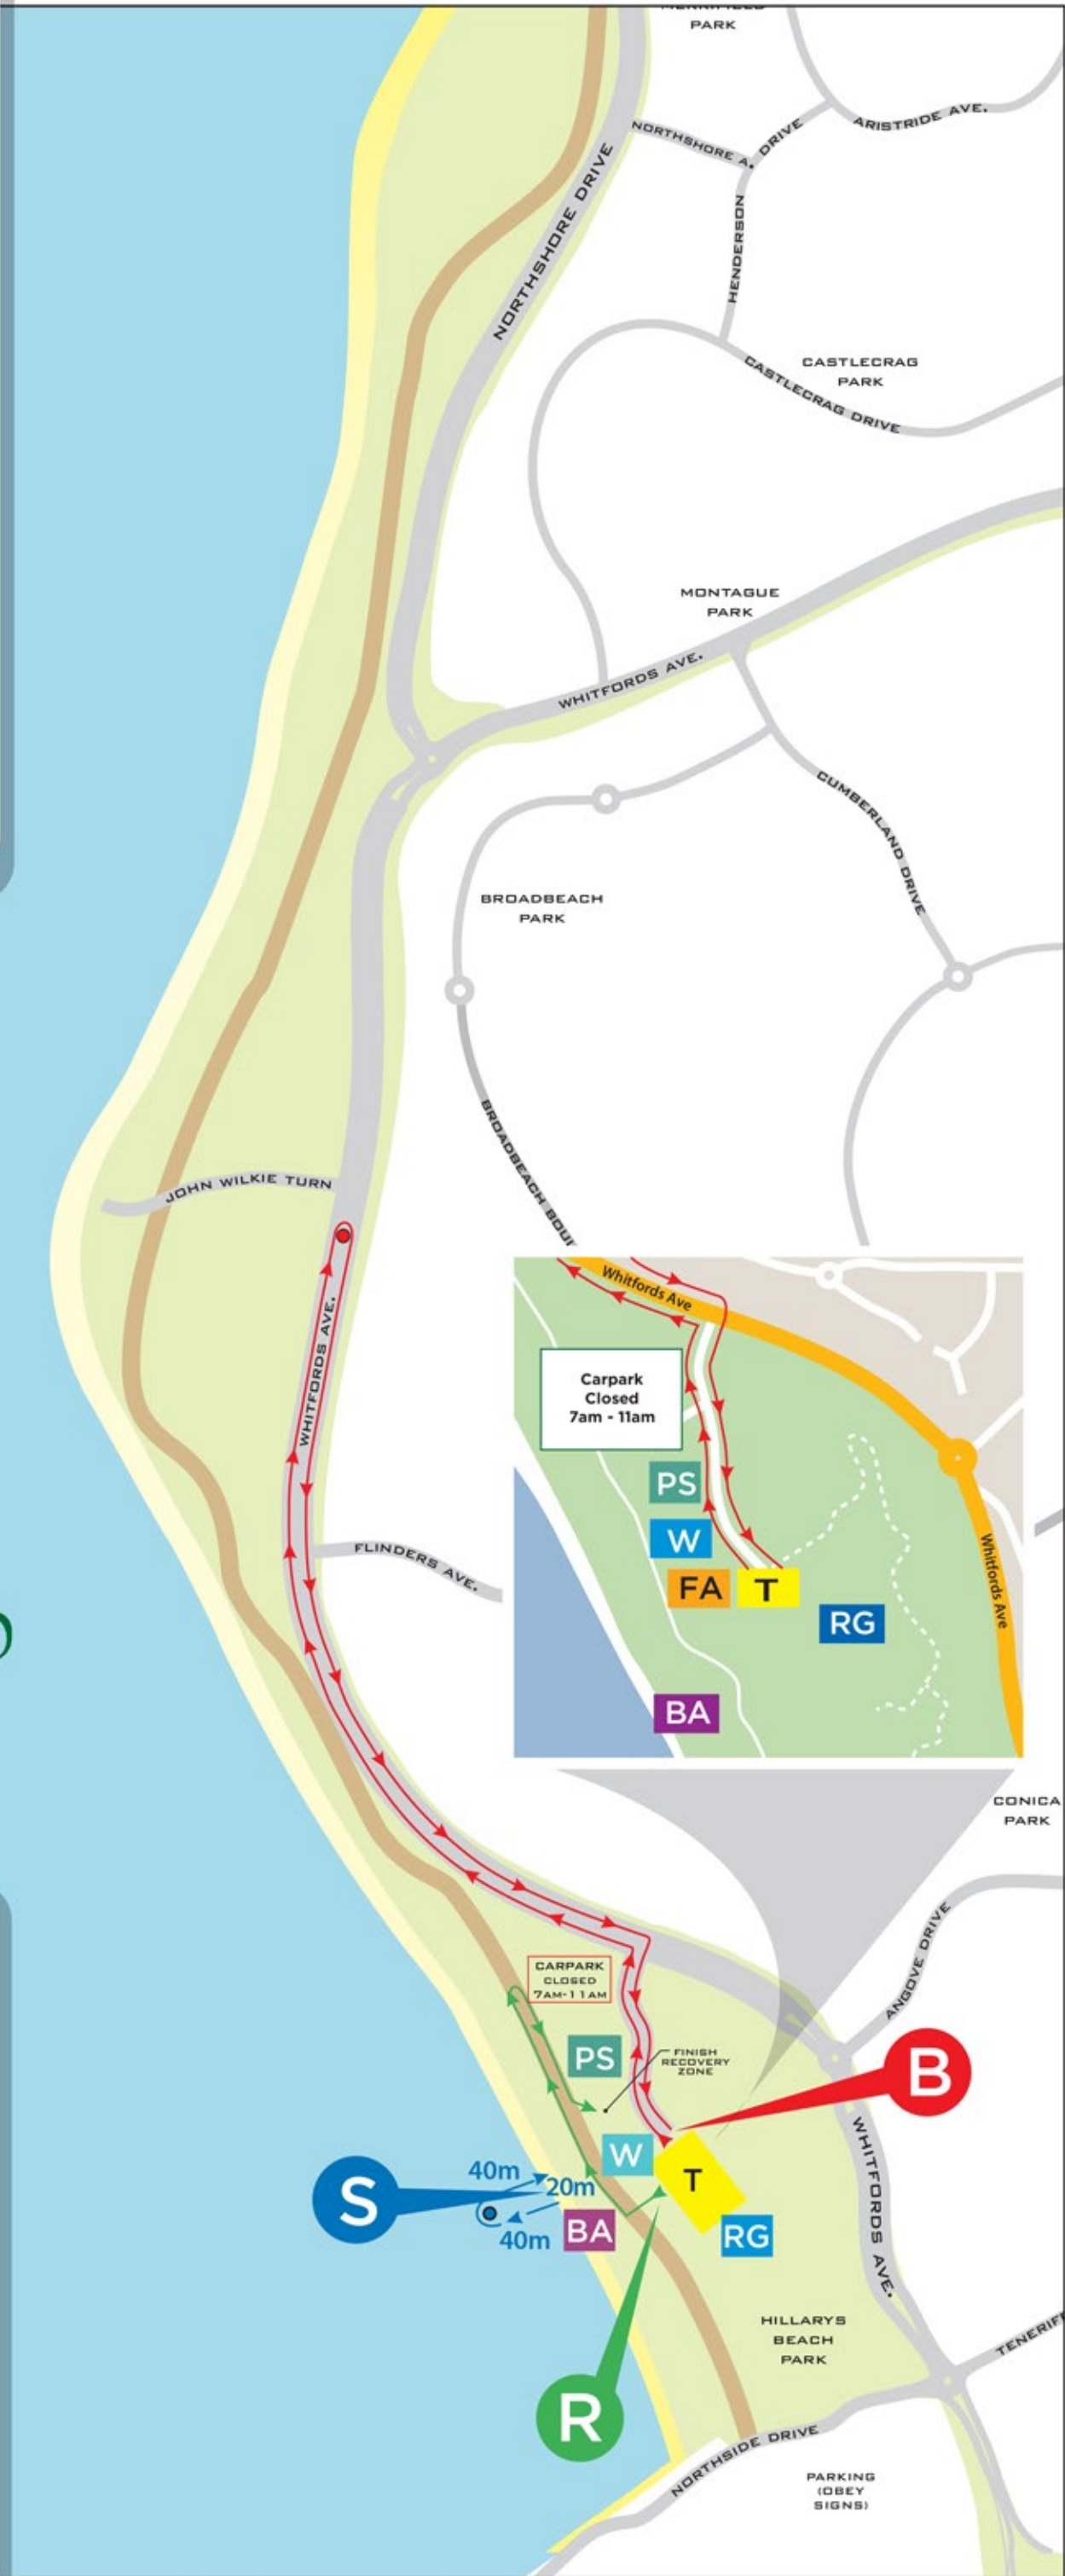 PARK
ARISTRIDE AVE.
NORTHSHORE A.
DRIVE
HENDERSON
NORTHSHORE DRIVE
CASTLECRAG
PARK
CASTLECRAG DRIVE
MONTAGUE
PARK
WHITFORDS AVE.
CUMBERLAND DRIVE
BROADBEACH
PARK
BROADBEACH BOUL
JOHN WILKIE TURN
WHITFORDS AVE.
FLINDERS AVE.
Whitfords Ave
Carpark
Closed
7am - 11am
PS
W
FA
T
RG
BA
Whitfords Ave
CONICA
PARK
ANGOVE DRIVE
CARPARK
CLOSED
7AM-11AM
PS
FINISH
RECOVERY
ZONE
B
W
T
S
40m
20m
40m
BA
RG
WHITFORDS AVE.
R
HILLARYS
BEACH
PARK
TENERIFF
NORTHSIDE DRIVE
PARKING
(OBEY
SIGNS)